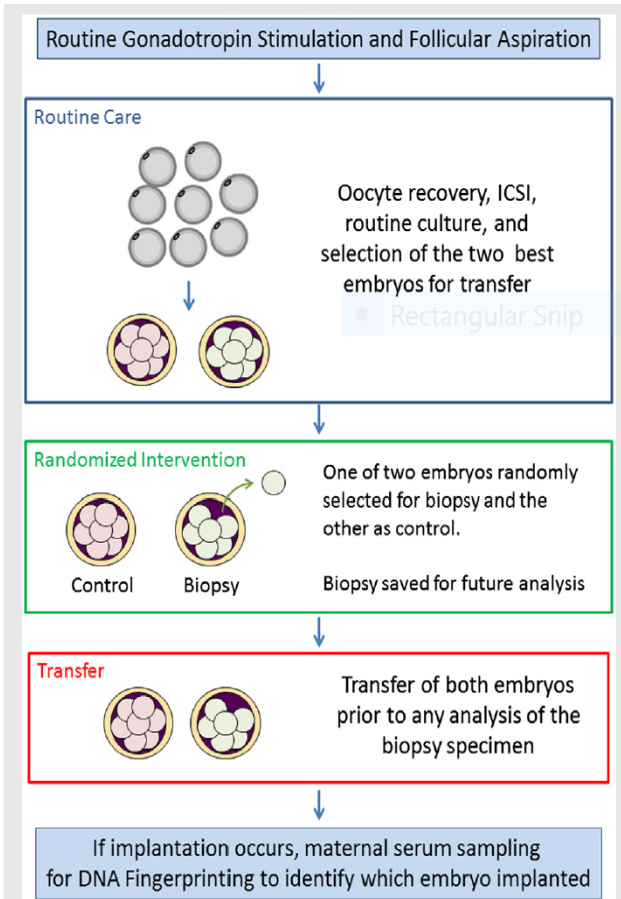 Routine Gonadotropin Stimulation and Follicular Aspiration
Routine Care
Oocyte recovery, ICSI,
routine culture, and
selection of the two best
embryos for transfer
Rectangular Snip
Randomized Intervention
One of two embryos randomly
selected for biopsy and the
other as control.
Control
Biopsy
Biopsy saved for future analysis
Transfer
Transfer of both embryos
prior to any analysis of the
biopsy specimen
If implantation occurs, maternal serum sampling
for DNA Fingerprinting to identify which embryo implanted